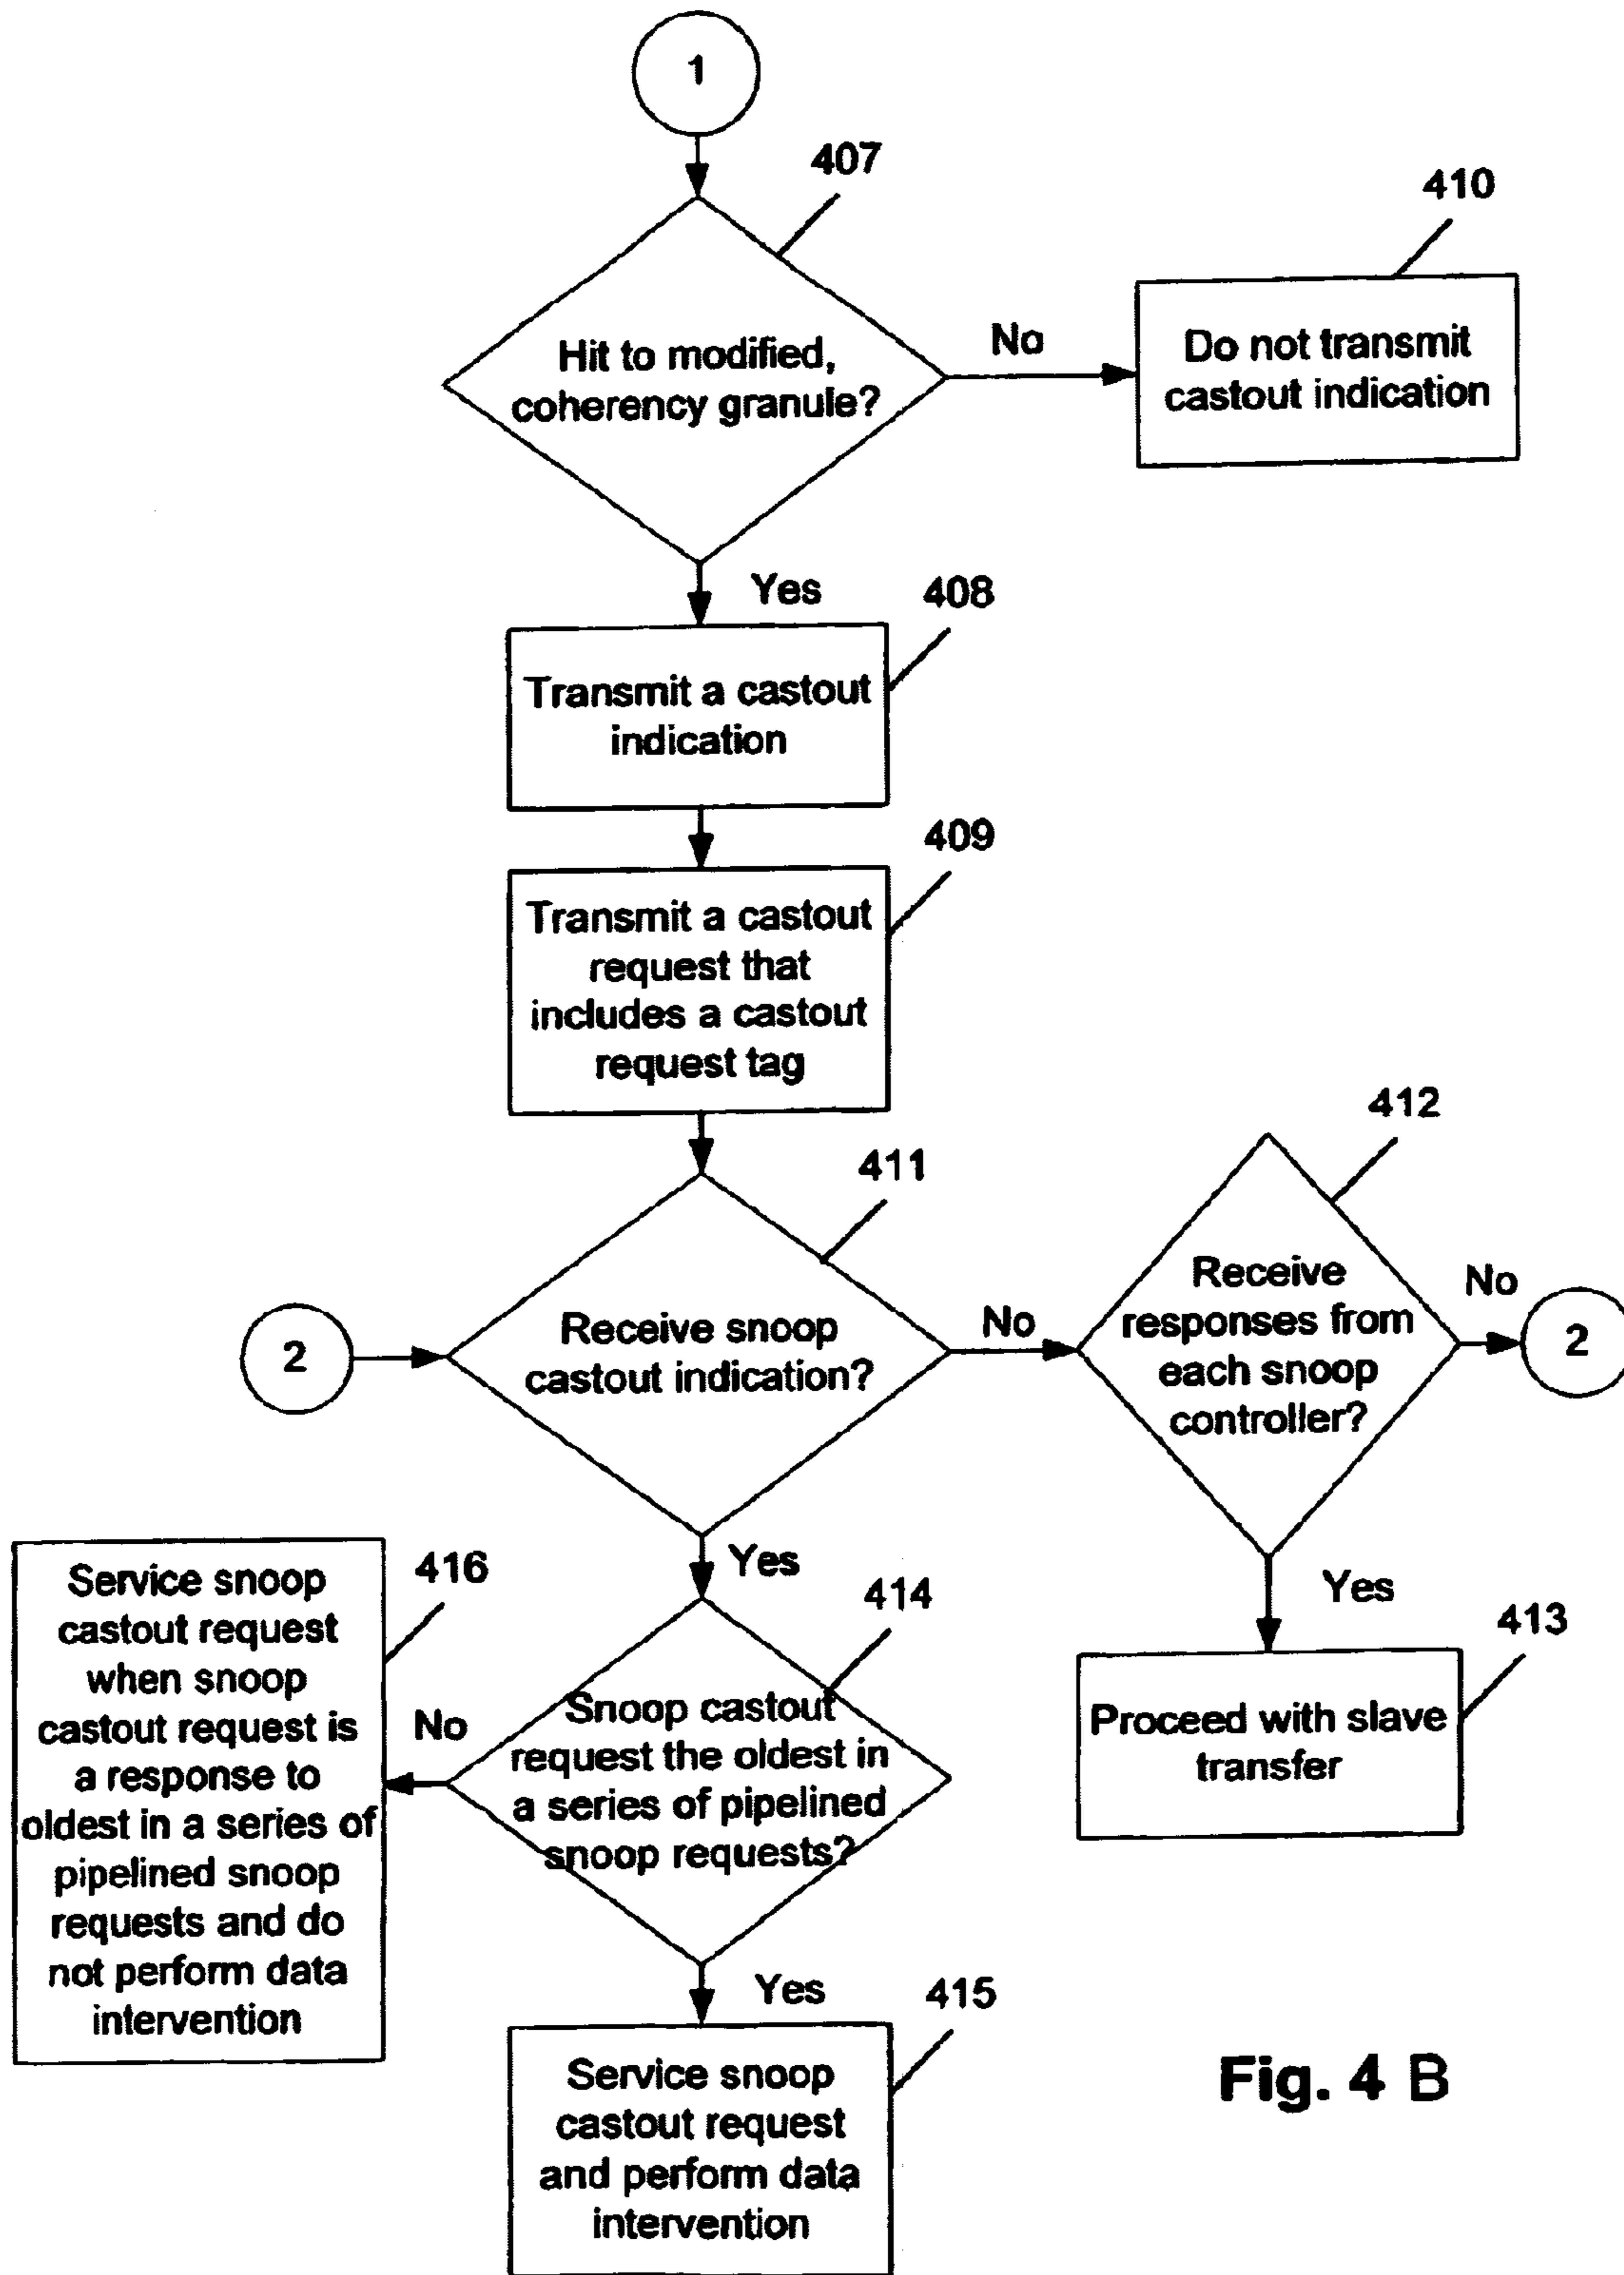 1
407
410
Hit to modified,
coherency granule?
No
Do not transmit
castout indication
Yes
408
Transmit a castout
indication
409
Transmit a castout
request that
includes a castout
request tag
411
412
2
Receive snoop
castout indication?
No
Receive
responses from
each snoop
controller?
No
2
Yes
413
Proceed with slave
transfer
Yes
414
Snoop castout
request the oldest in
a series of pipelined
snoop requests?
No
416
Service snoop
castout request
when snoop
castout request is
a response to
oldest in a series of
pipelined snoop
requests and do
not perform data
intervention
Yes
415
Service snoop
castout request
and perform data
intervention
Fig. 4 B